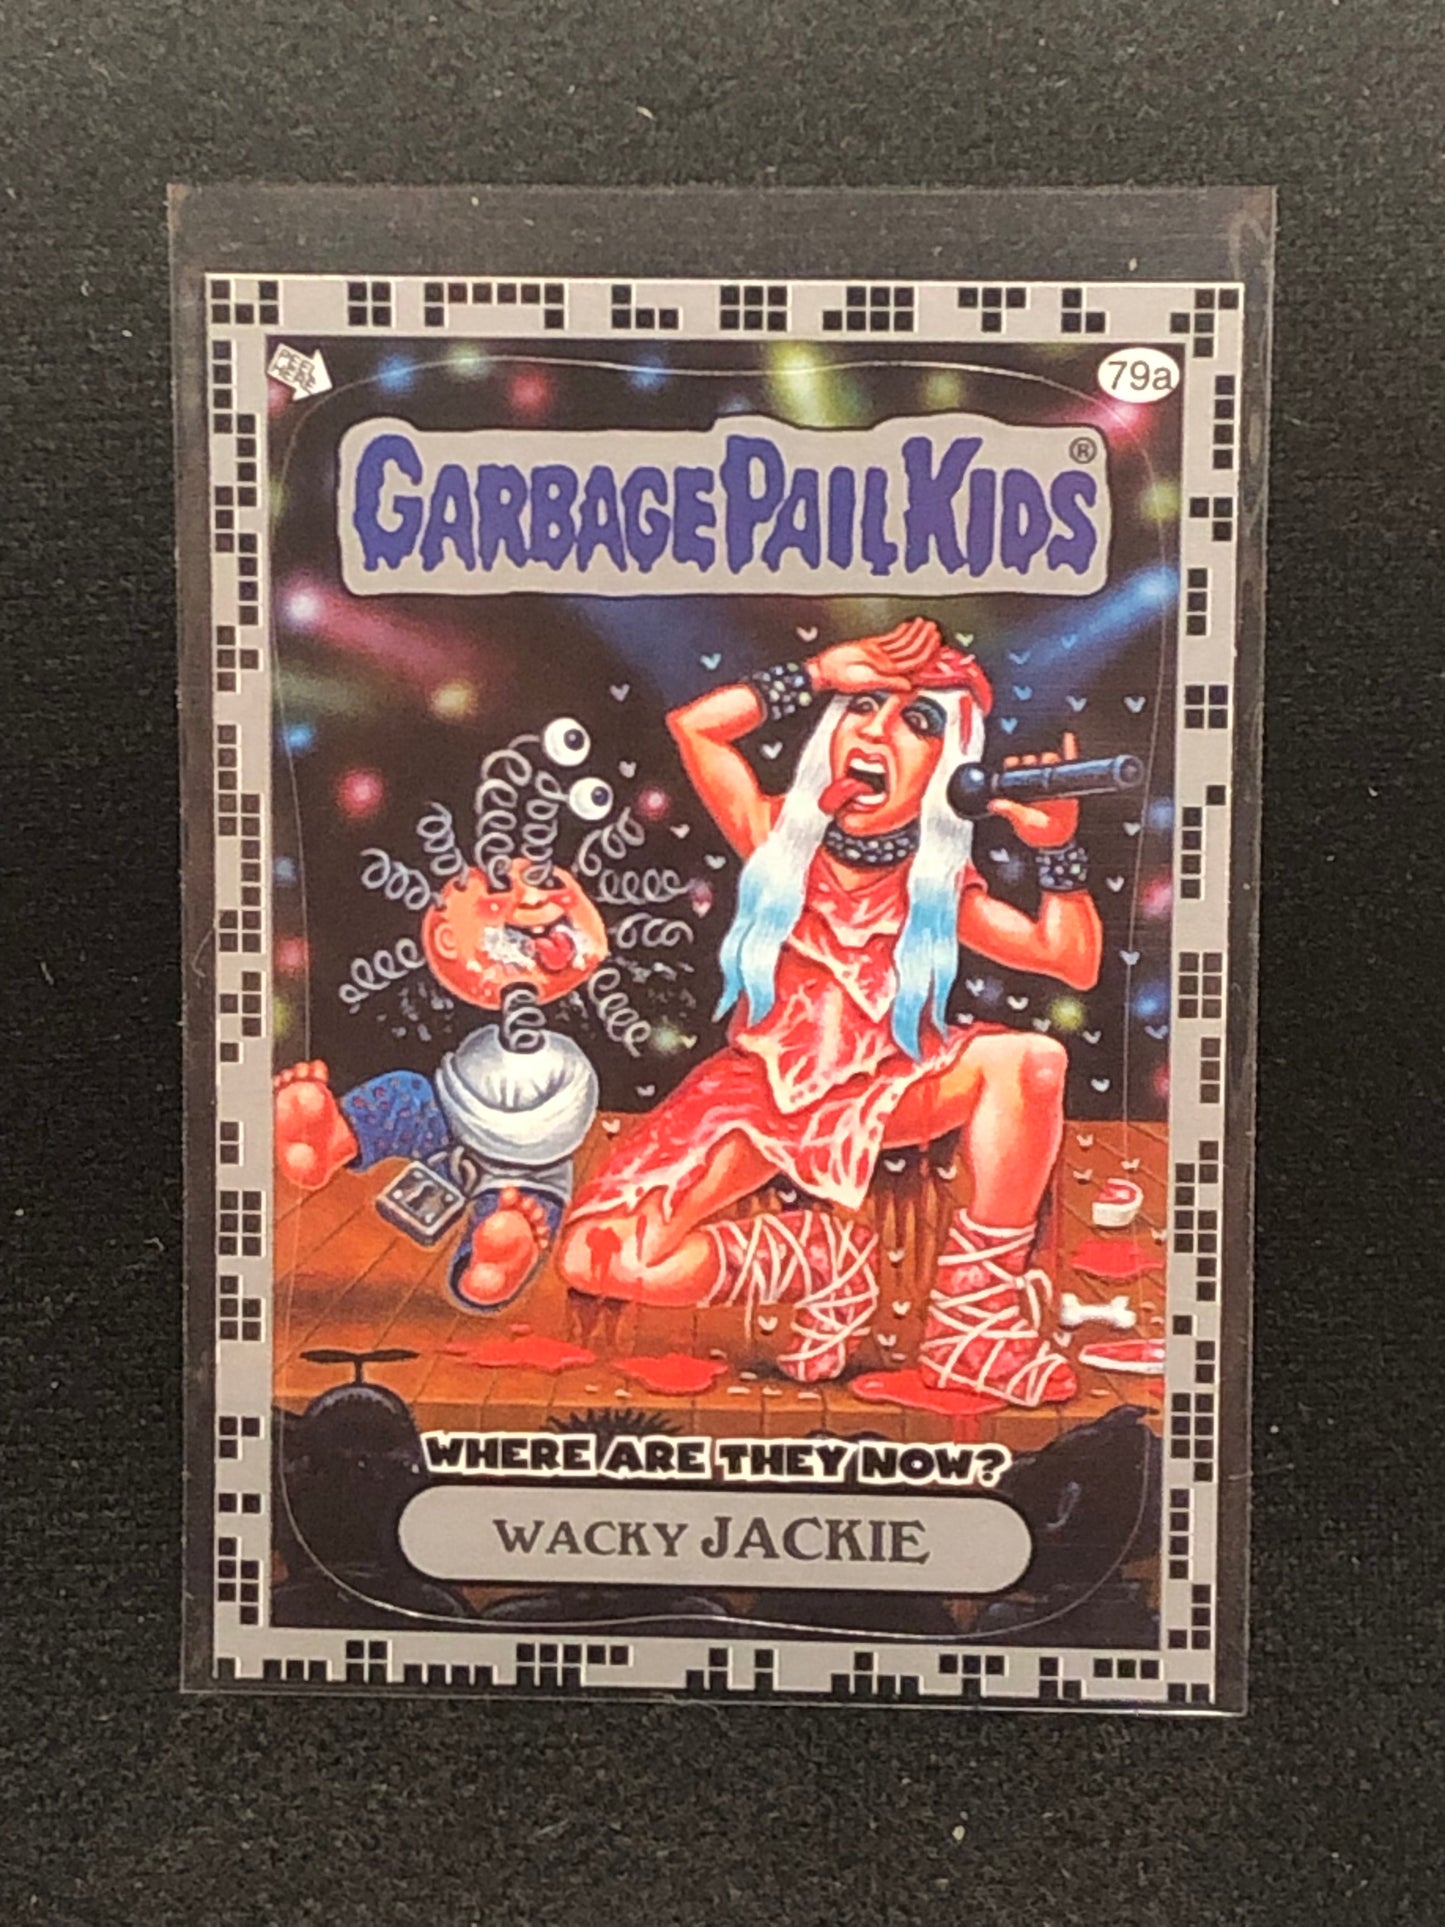 PEEL
HERE
79a
GARBAGE PAIL KIDS®
WHERE ARE THEY NOW?
WACKY JACKIE